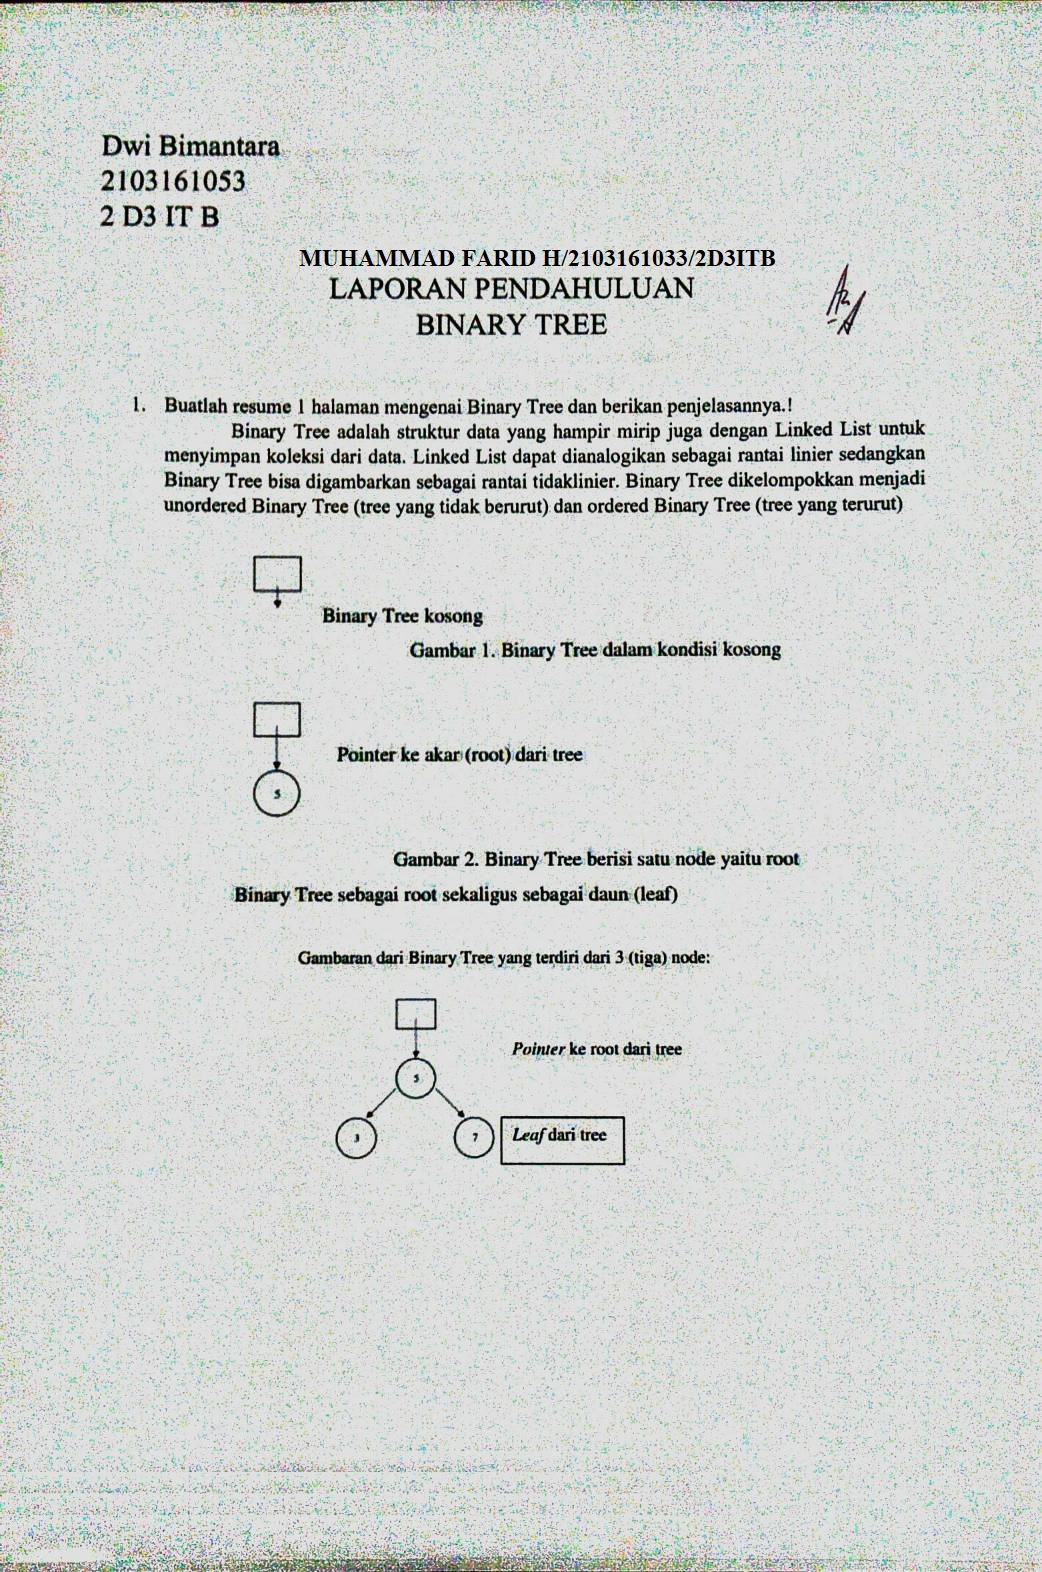 Dwi Bimantara
2103161053
2 D3 IT B
MUHAMMAD FARID H/2103161033/2D3ITB
LAPORAN PENDAHULUAN
BINARY TREE
1. Buatlah resume 1 halaman mengenai Binary Tree dan berikan penjelasannya.!
Binary Tree adalah struktur data yang hampir mirip juga dengan Linked List untuk
menyimpan koleksi dari data. Linked List dapat dianalogikan sebagai rantai linier sedangkan
Binary Tree bisa digambarkan sebagai rantai tidaklinier. Binary Tree dikelompokkan menjadi
unordered Binary Tree (tree yang tidak berurut) dan ordered Binary Tree (tree yang terurut)
Binary Tree kosong
Gambar 1. Binary Tree dalam kondisi kosong
Pointer ke akar (root) dari tree
5
Gambar 2. Binary Tree berisi satu node yaitu root
Binary Tree sebagai root sekaligus sebagai daun (leaf)
Gambaran dari Binary Tree yang terdiri dari 3 (tiga) node:
Pointer ke root dari tree
5
3 7 Leaf dari tree